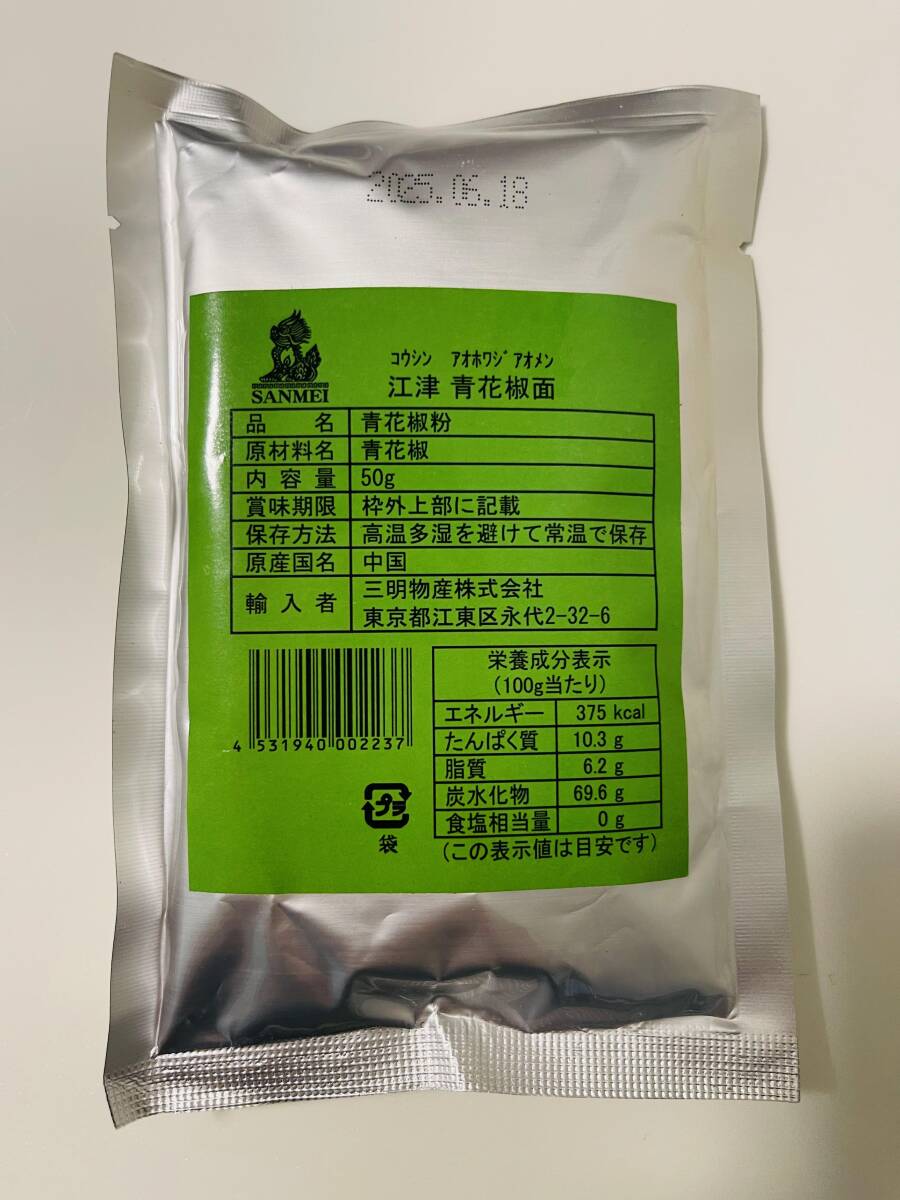 2025.06.18
SANMEI
コウシン アオホワジアオメン
江津 青花椒面
品名 青花椒粉
原材料名 青花椒
内容量 50g
賞味期限 枠外上部に記載
保存方法 高温多湿を避けて常温で保存
原産国名 中国
輸入者 三明物産株式会社
東京都江東区永代2-32-6
栄養成分表示
(100g当たり)
エネルギー 375 kcal
たんぱく質 10.3 g
脂質 6.2 g
炭水化物 69.6 g
食塩相当量 0 g
(この表示値は目安です)
4 531940 002237
プラ
袋